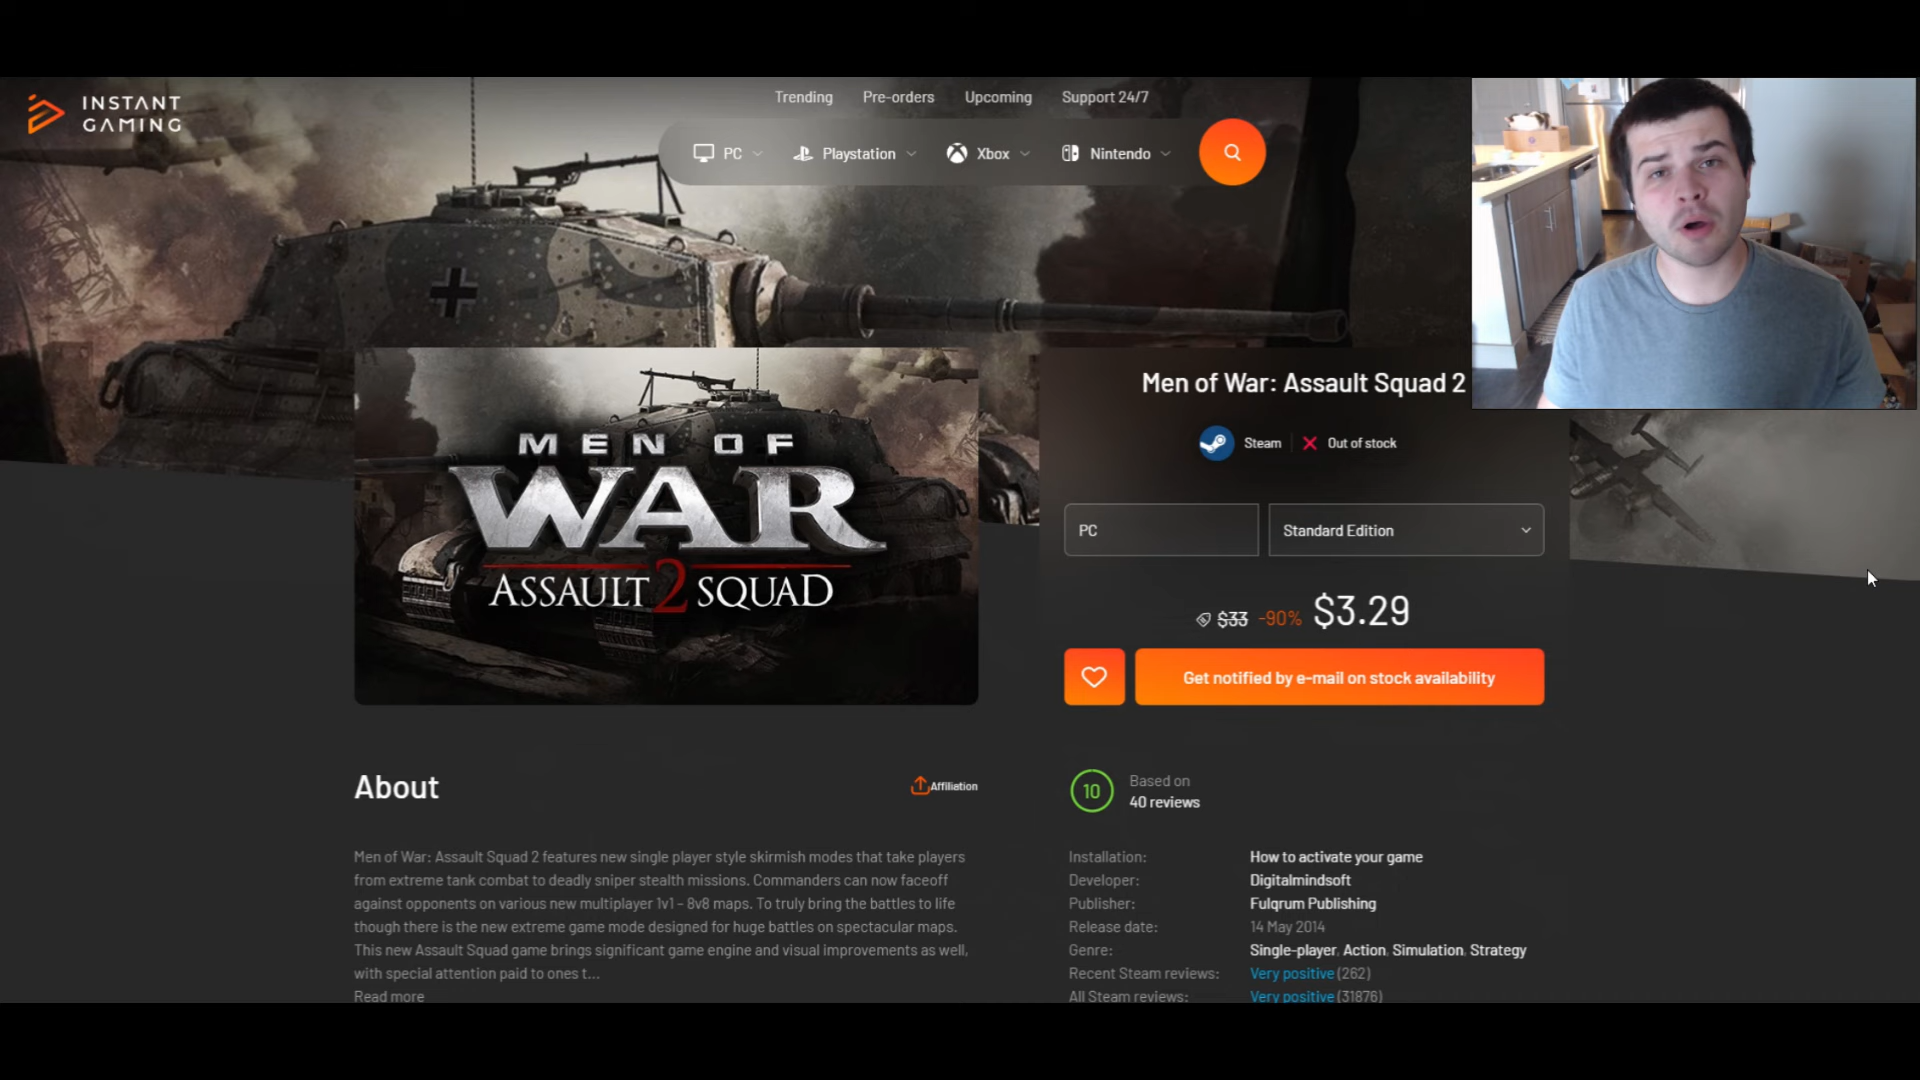 INSTANT
GAMING
Trending
Pre-orders
Upcoming
Support 24/7
PC
Playstation
Xbox
Nintendo
MEN OF
WAR
ASSAULT 2 SQUAD
Men of War: Assault Squad 2
Steam
Out of stock
PC
Standard Edition
$33 -90% $3.29
Get notified by e-mail on stock availability
About
Affiliation
Men of War: Assault Squad 2 features new single player style skirmish modes that take players
from extreme tank combat to deadly sniper stealth missions. Commanders can now faceoff
against opponents on various new multiplayer 1v1 - 8v8 maps. To truly bring the battles to life
though there is the new extreme game mode designed for huge battles on spectacular maps.
This new Assault Squad game brings significant game engine and visual improvements as well,
with special attention paid to ones t...
Read more
10
Based on
40 reviews
Installation: How to activate your game
Developer: Digitalmindsoft
Publisher: Fulqrum Publishing
Release date: 14 May 2014
Genre: Single-player, Action, Simulation, Strategy
Recent Steam reviews: Very positive (262)
All Steam reviews: Very positive (31876)